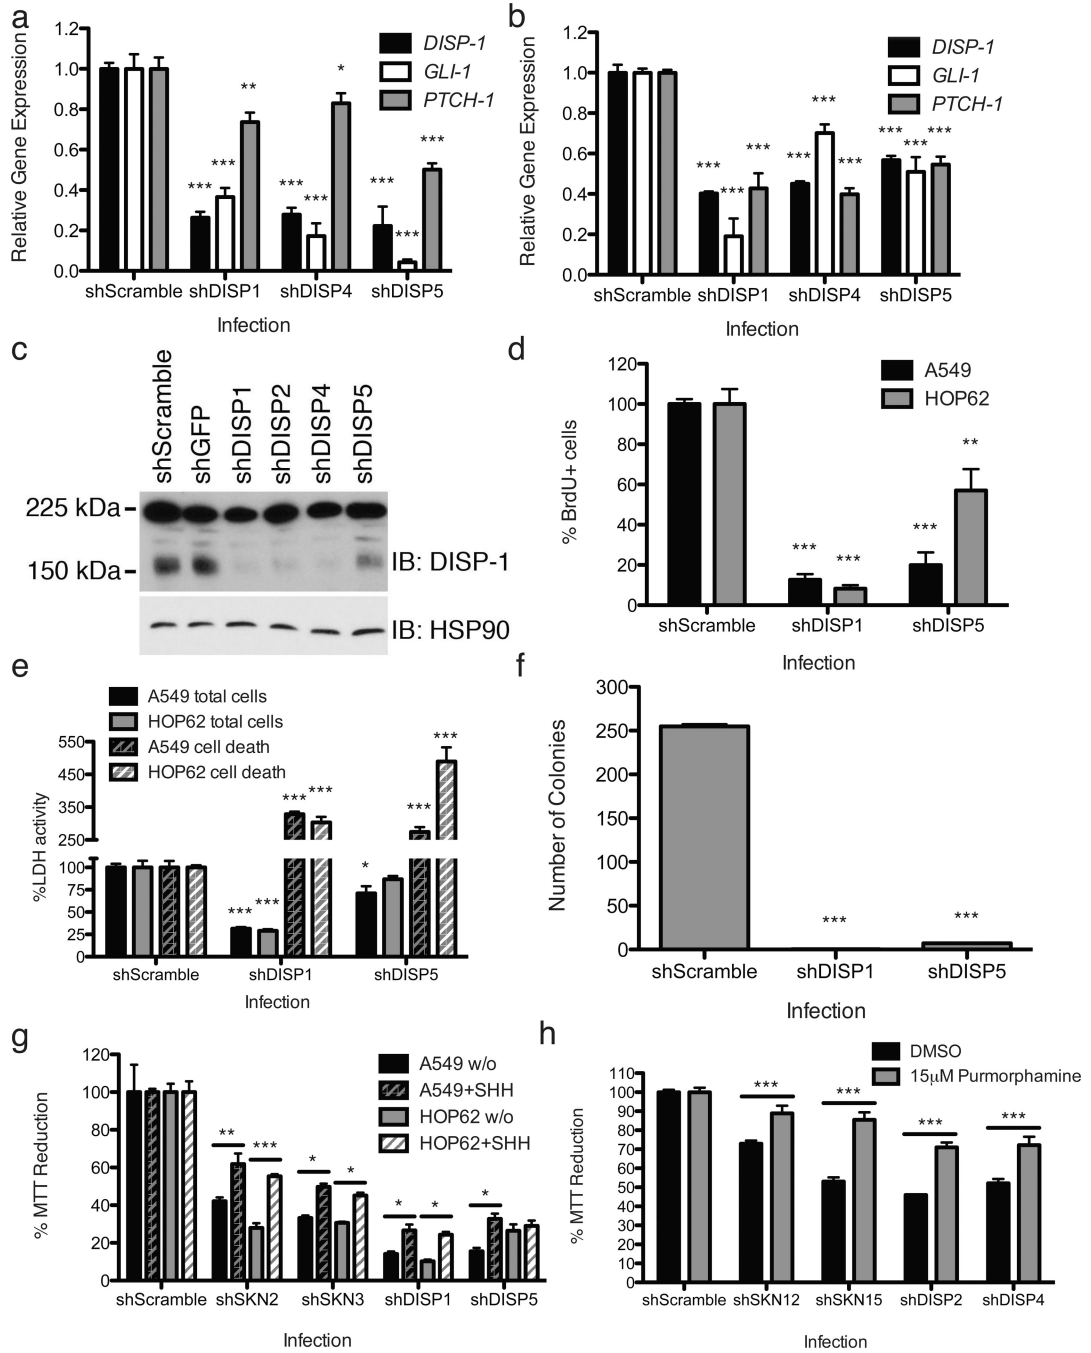 a
Relative Gene Expression
1.2
1.0
0.8
0.6
0.4
0.2
0.0
DISP-1
GLI-1
PTCH-1
*** *** **
*** *** *
*** *** ***
shScramble shDISP1 shDISP4 shDISP5
Infection
b
Relative Gene Expression
1.2
1.0
0.8
0.6
0.4
0.2
0.0
DISP-1
GLI-1
PTCH-1
*** *** ***
*** *** ***
*** *** ***
shScramble shDISP1 shDISP4 shDISP5
Infection
c
shScramble
shGFP
shDISP1
shDISP2
shDISP4
shDISP5
225 kDa
150 kDa
IB: DISP-1
IB: HSP90
d
% BrdU+ cells
120
100
80
60
40
20
0
A549
HOP62
*** ***
*** **
shScramble shDISP1 shDISP5
Infection
e
A549 total cells
HOP62 total cells
A549 cell death
HOP62 cell death
%LDH activity
550
450
350
250
100
75
50
25
0
*** *** *** ***
* *** ***
shScramble shDISP1 shDISP5
Infection
f
Number of Colonies
300
250
200
150
100
50
0
*** ***
shScramble shDISP1 shDISP5
Infection
g
% MTT Reduction
120
100
80
60
40
20
0
A549 w/o
A549+SHH
HOP62 w/o
HOP62+SHH
** ***
* *
* *
*
shScramble shSKN2 shSKN3 shDISP1 shDISP5
Infection
h
% MTT Reduction
110
100
90
80
70
60
50
40
30
20
10
0
DMSO
15µM Purmorphamine
*** *** *** ***
shScramble shSKN12 shSKN15 shDISP2 shDISP4
Infection